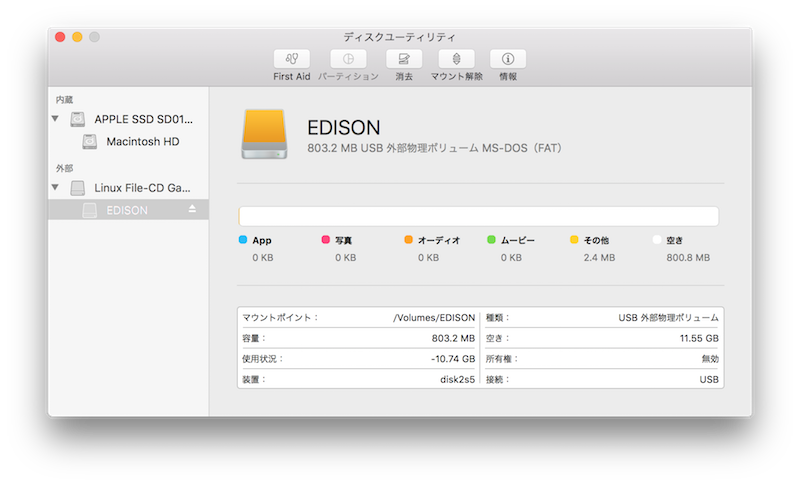 ディスクユーティリティ
First Aid パーティション 消去 マウント解除 情報
内蔵
APPLE SSD SD01...
Macintosh HD
外部
Linux File-CD Ga...
EDISON
EDISON
803.2 MB USB 外部物理ボリューム MS-DOS（FAT）
App 写真 オーディオ ムービー その他 空き
0 KB 0 KB 0 KB 0 KB 2.4 MB 800.8 MB
マウントポイント： /Volumes/EDISON 種類： USB 外部物理ボリューム
容量： 803.2 MB 空き： 11.55 GB
使用状況： -10.74 GB 所有権： 無効
装置： disk2s5 接続： USB